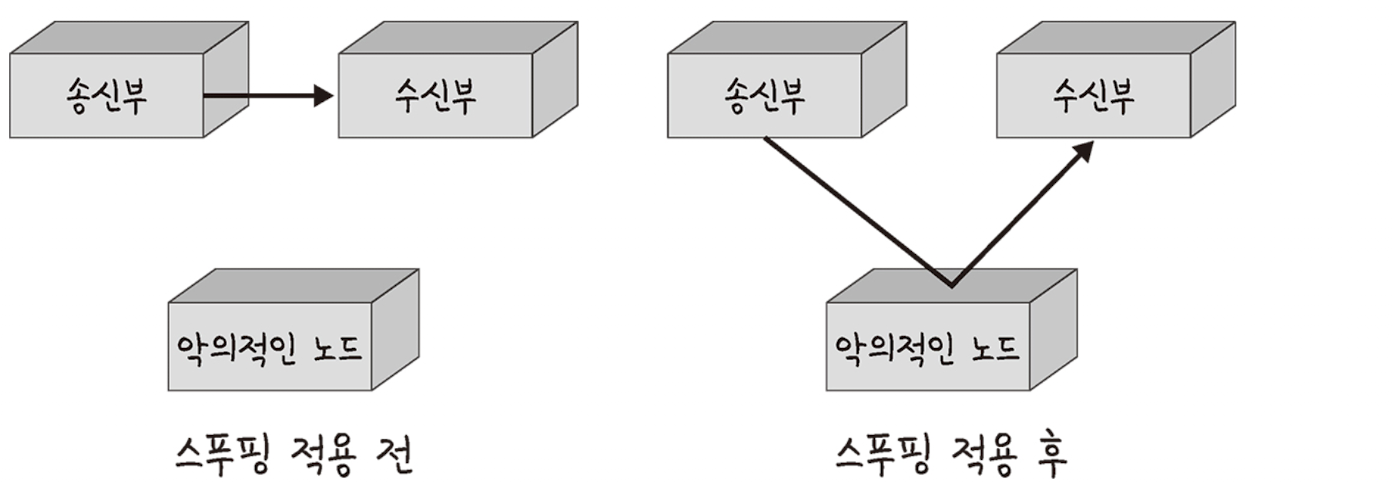 송신부
수신부
악의적인 노드
스푸핑 적용 전
송신부
수신부
악의적인 노드
스푸핑 적용 후